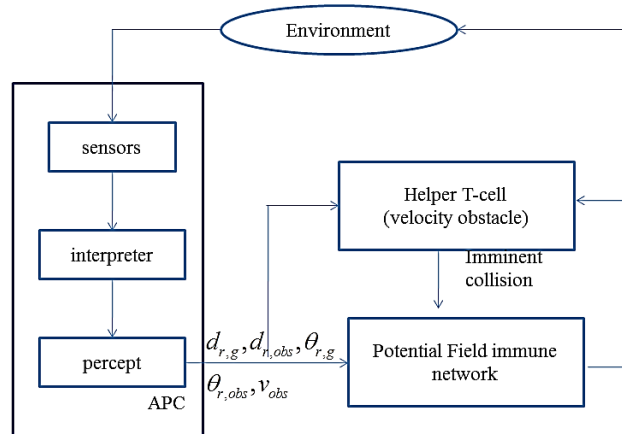 Environment
sensors
Helper T-cell
(velocity obstacle)
interpreter
Imminent
collision
d_{r,g}, d_{r,obs}, θ_{r,g}
percept
Potential Field immune
network
θ_{r,obs}, v_{obs}
APC